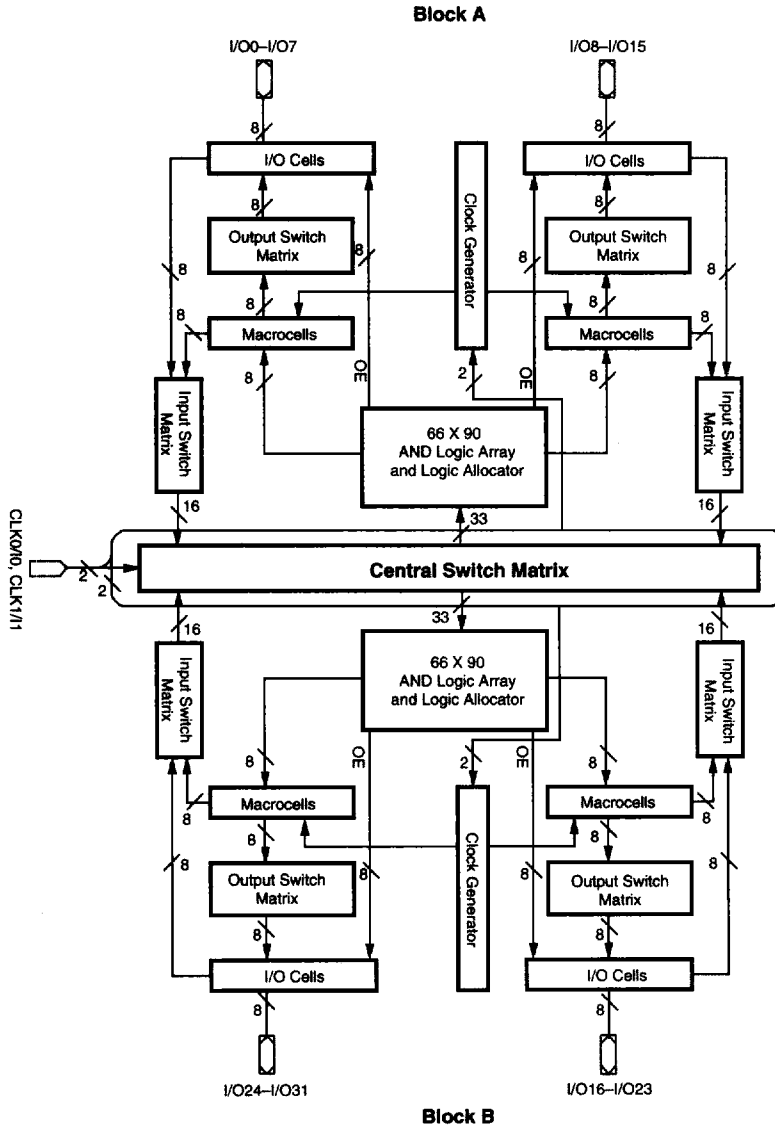 Block A
I/O0–I/O7
I/O8–I/O15
8
8
I/O Cells
I/O Cells
8
8
Clock Generator
Output Switch
Matrix
Output Switch
Matrix
8
8
8
8
8
8
8
8
Macrocells
Macrocells
8
8
2
OE
OE
Input Switch
Matrix
66 X 90
AND Logic Array
and Logic Allocator
Input Switch
Matrix
16
33
16
CLK0/I0, CLK1/I1
2
2
Central Switch Matrix
16
33
16
Input Switch
Matrix
66 X 90
AND Logic Array
and Logic Allocator
Input Switch
Matrix
8
OE
2
OE
8
8
Macrocells
Macrocells
8
8
8
8
8
8
8
Output Switch
Matrix
Clock Generator
Output Switch
Matrix
8
8
8
I/O Cells
I/O Cells
8
8
I/O24–I/O31
I/O16–I/O23
Block B